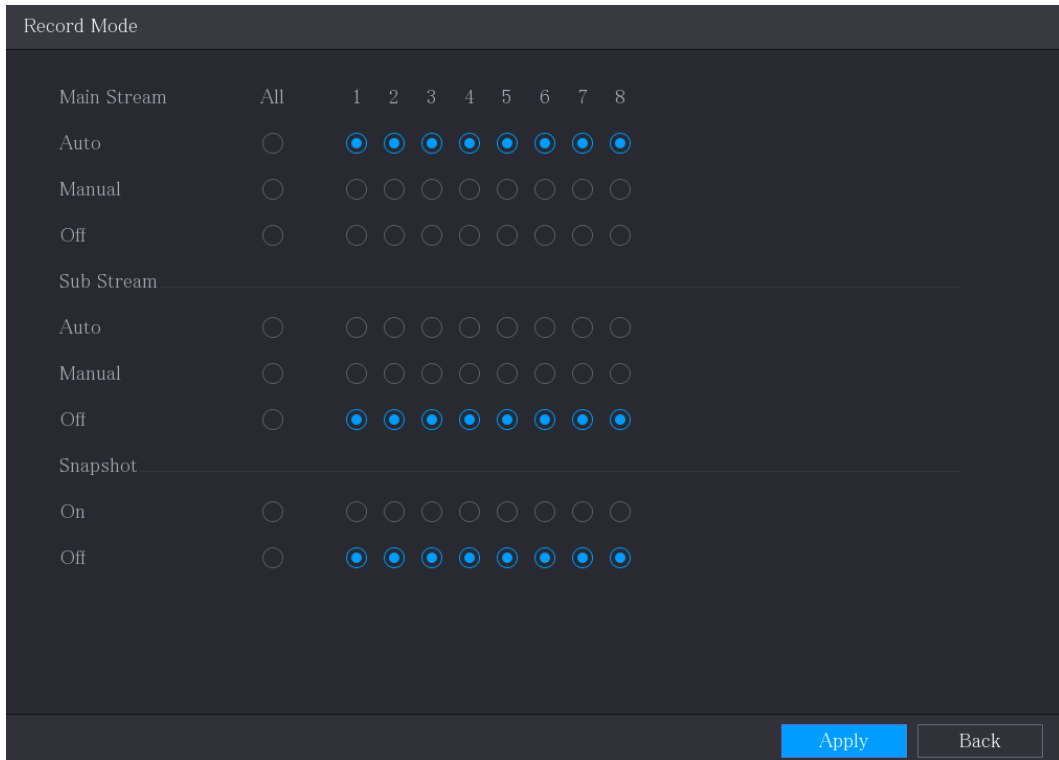 Record Mode
Main Stream All 1 2 3 4 5 6 7 8
Auto
Manual
Off
Sub Stream
Auto
Manual
Off
Snapshot
On
Off
Apply Back